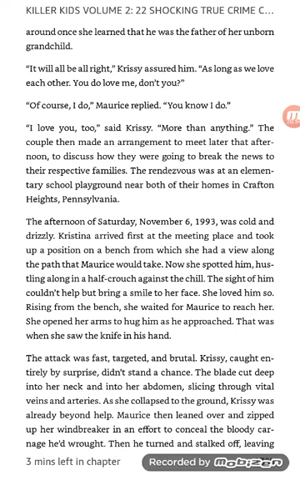 KILLER KIDS VOLUME 2: 22 SHOCKING TRUE CRIME C...
around once she learned that he was the father of her unborn
grandchild.
“It will all be all right,” Krissy assured him. “As long as we love
each other. You do love me, don’t you?”
“Of course, I do,” Maurice replied. “You know I do.”
“I love you, too,” said Krissy. “More than anything.” The
couple then made an arrangement to meet later that after-
noon, to discuss how they were going to break the news to
their respective families. The rendezvous was at an elemen-
tary school playground near both of their homes in Crafton
Heights, Pennsylvania.
The afternoon of Saturday, November 6, 1993, was cold and
drizzly. Kristina arrived first at the meeting place and took
up a position on a bench from which she had a view along
the path that Maurice would take. Now she spotted him, hus-
tling along in a half-crouch against the chill. The sight of him
couldn’t help but bring a smile to her face. She loved him so.
Rising from the bench, she waited for Maurice to reach her.
She opened her arms to hug him as he approached. That was
when she saw the knife in his hand.
The attack was fast, targeted, and brutal. Krissy, caught en-
tirely by surprise, didn’t stand a chance. The blade cut deep
into her neck and into her abdomen, slicing through vital
veins and arteries. As she collapsed to the ground, Krissy was
already beyond help. Maurice then leaned over and zipped
up her windbreaker in an effort to conceal the bloody car-
nage he’d wrought. Then he turned and stalked off, leaving
3 mins left in chapter
Recorded by mobizen